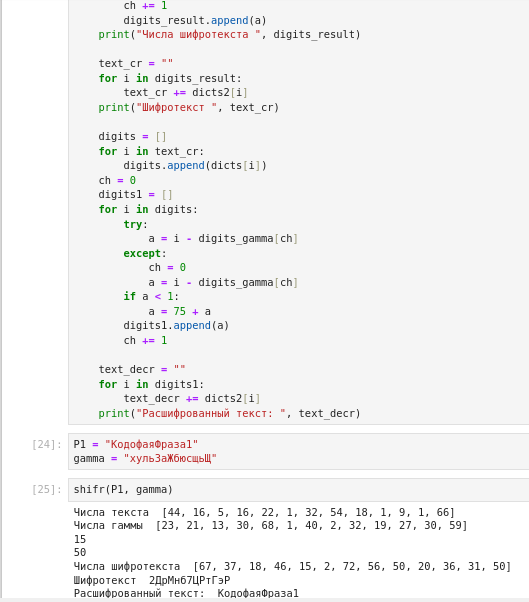 ch += 1
digits_result.append(a)
print("Числа шифротекста ", digits_result)
text_cr = ""
for i in digits_result:
text_cr += dicts2[i]
print("Шифротекст ", text_cr)
digits = []
for i in text_cr:
digits.append(dicts[i])
ch = 0
digits1 = []
for i in digits:
try:
a = i - digits_gamma[ch]
except:
ch = 0
a = i - digits_gamma[ch]
if a < 1:
a = 75 + a
digits1.append(a)
ch += 1
text_decr = ""
for i in digits1:
text_decr += dicts2[i]
print("Расшифрованный текст: ", text_decr)
[24]: P1 = "КодофаяФраза1"
gamma = "хульЗаЖбюсщьЩ"
[25]: shifr(P1, gamma)
Числа текста [44, 16, 5, 16, 22, 1, 32, 54, 18, 1, 9, 1, 66]
Числа гаммы [23, 21, 13, 30, 68, 1, 40, 2, 32, 19, 27, 30, 59]
15
50
Числа шифротекста [67, 37, 18, 46, 15, 2, 72, 56, 50, 20, 36, 31, 50]
Шифротекст 2ДрМнб7ЦРтГэР
Расшифрованный текст: КодофаяФраза1